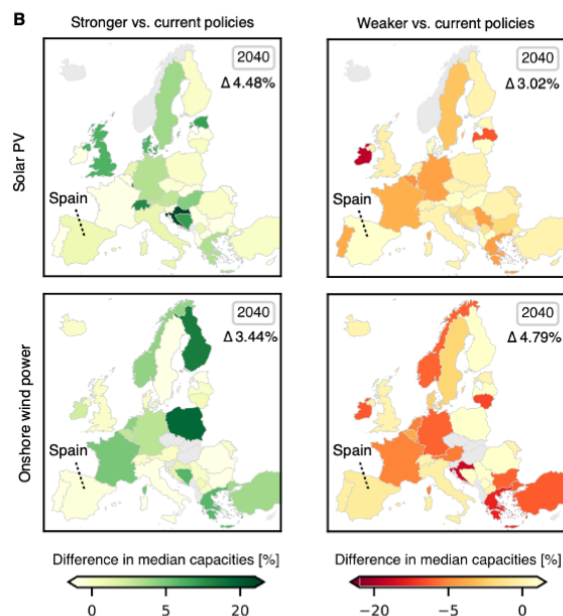 B
Stronger vs. current policies
Weaker vs. current policies
Solar PV
2040
Δ 4.48%
Spain
2040
Δ 3.02%
Spain
Onshore wind power
2040
Δ 3.44%
Spain
2040
Δ 4.79%
Spain
Difference in median capacities [%]
0 5 20
Difference in median capacities [%]
−20 −5 0